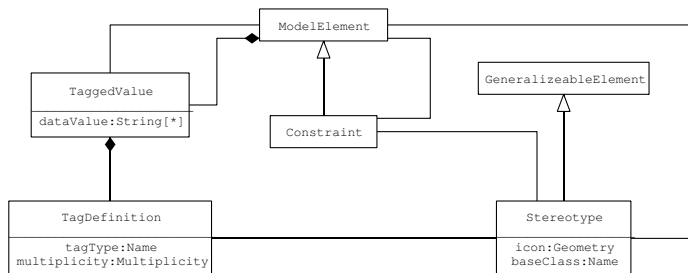 ModelElement
TaggedValue
dataValue:String[*]
GeneralizeableElement
Constraint
TagDefinition
tagType:Name
multiplicity:Multiplicity
Stereotype
icon:Geometry
baseClass:Name